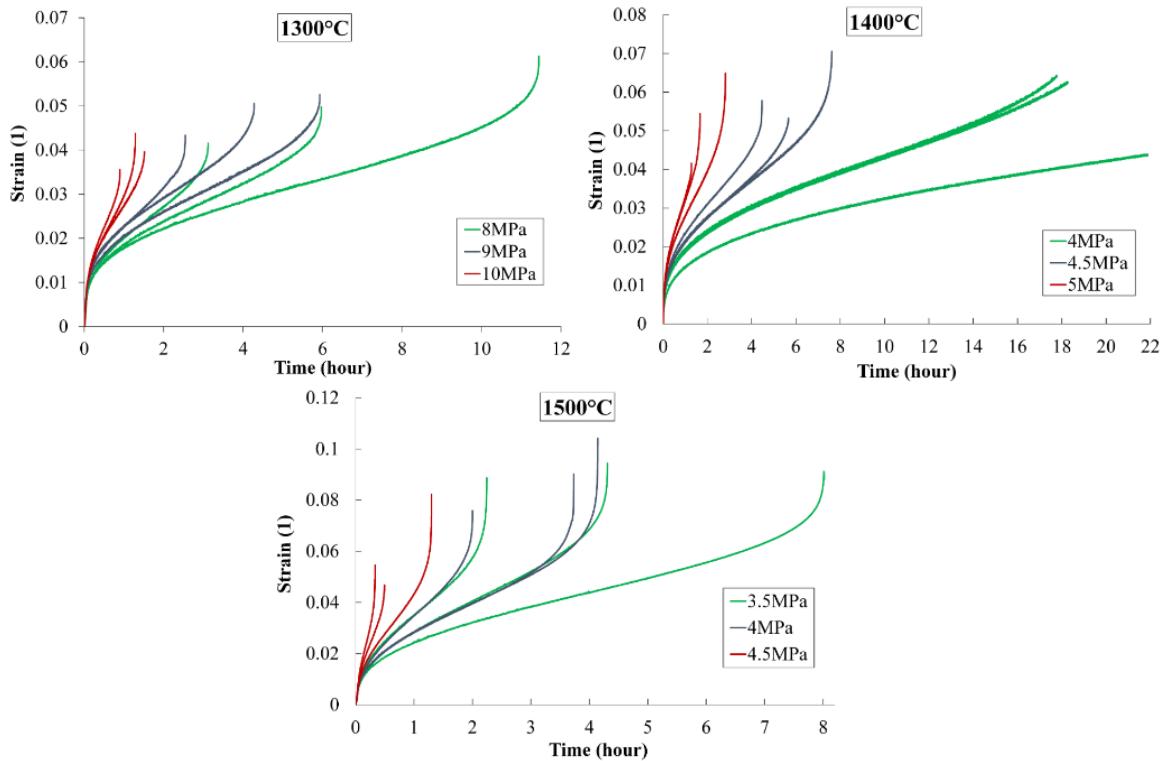 1300°C
0.07
0.06
0.05
0.04
0.03
0.02
0.01
0
Strain (1)
8MPa
9MPa
10MPa
0 2 4 6 8 10 12
Time (hour)
1400°C
0.08
0.07
0.06
0.05
0.04
0.03
0.02
0.01
0
Strain (1)
4MPa
4.5MPa
5MPa
0 2 4 6 8 10 12 14 16 18 20 22
Time (hour)
1500°C
0.12
0.1
0.08
0.06
0.04
0.02
0
Strain (1)
3.5MPa
4MPa
4.5MPa
0 1 2 3 4 5 6 7 8
Time (hour)